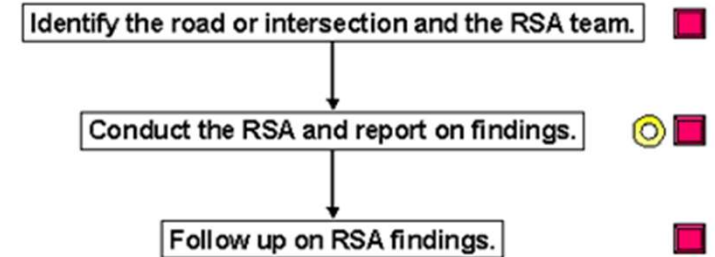 Identify the road or intersection and the RSA team.
Conduct the RSA and report on findings.
Follow up on RSA findings.